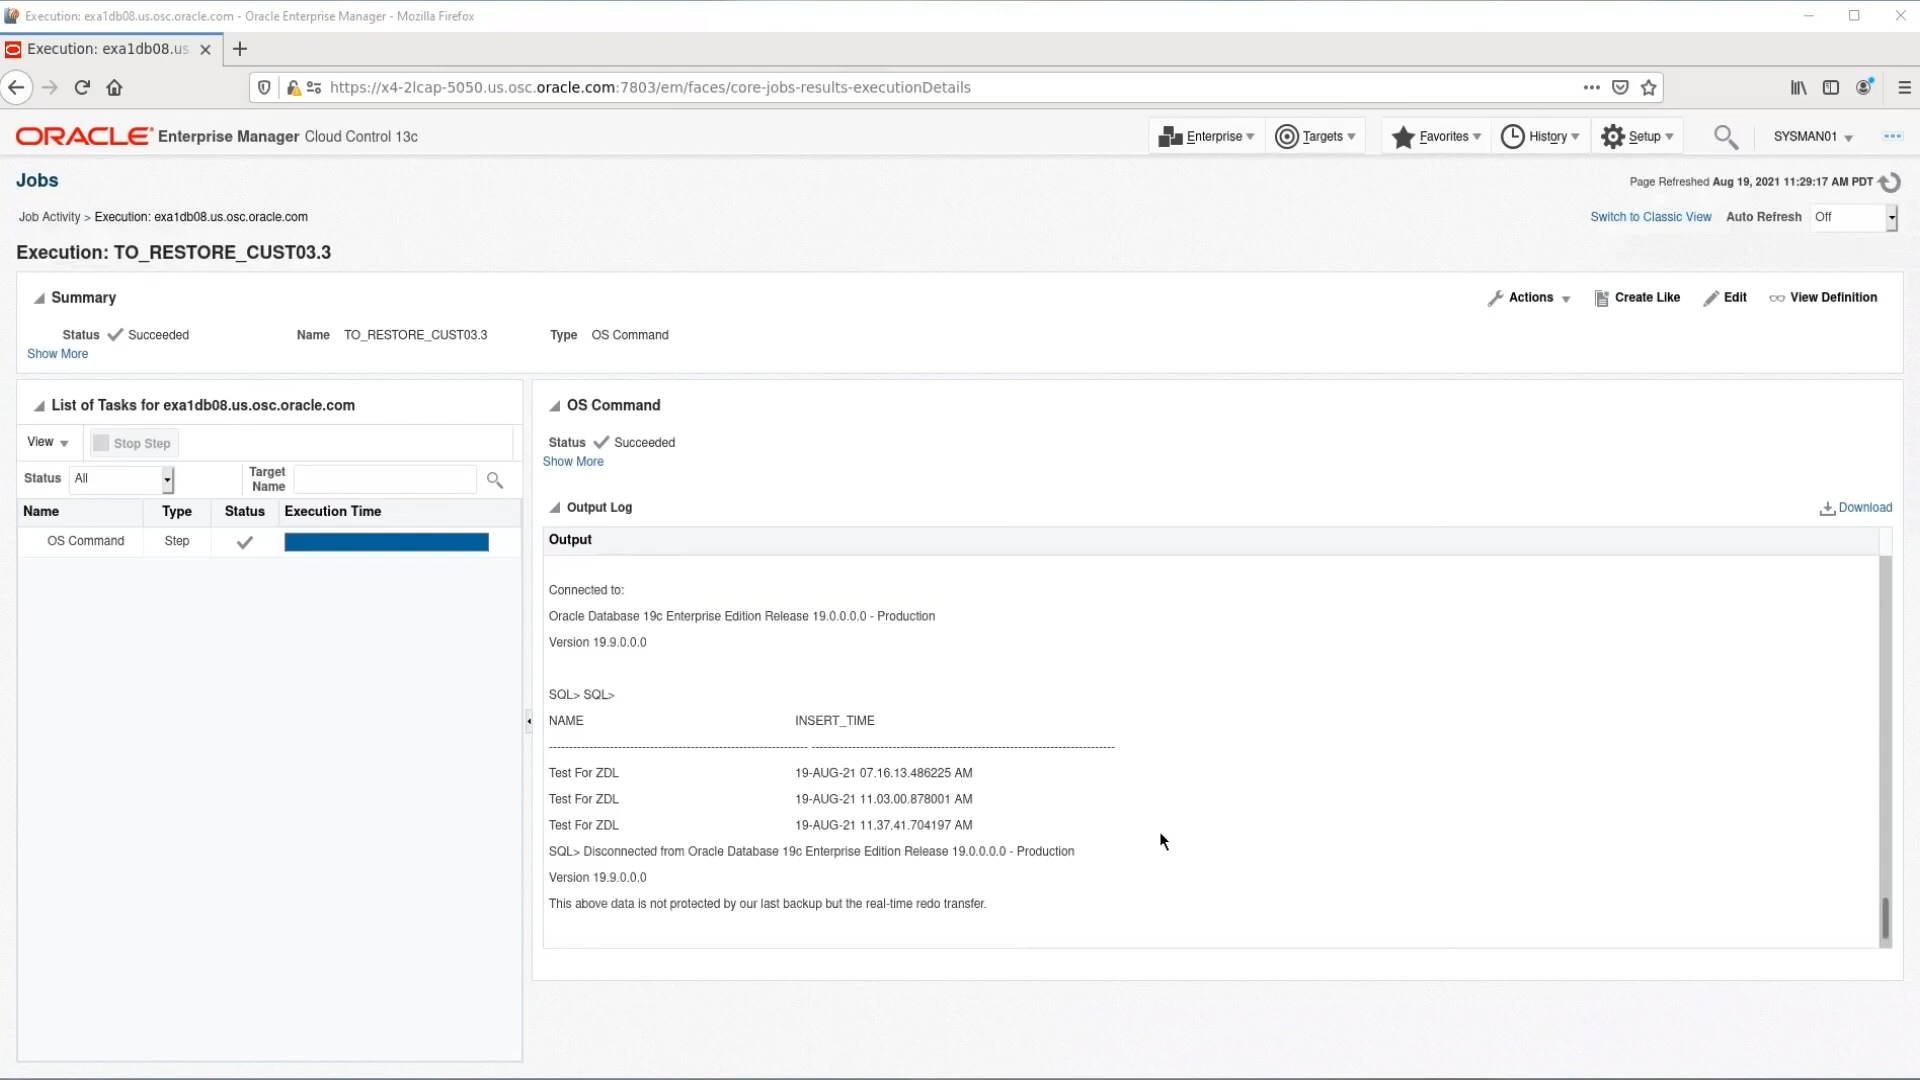 Execution: exa1db08.us.osc.oracle.com - Oracle Enterprise Manager - Mozilla Firefox
Execution: exa1db08.us
https://x4-2lcap-5050.us.osc.oracle.com:7803/em/faces/core-jobs-results-executionDetails
ORACLE Enterprise Manager Cloud Control 13c
Enterprise Targets Favorites History Setup SYSMAN01
Jobs
Page Refreshed Aug 19, 2021 11:29:17 AM PDT
Job Activity > Execution: exa1db08.us.osc.oracle.com
Switch to Classic View Auto Refresh Off
Execution: TO_RESTORE_CUST03.3
Summary
Actions Create Like Edit View Definition
Status Succeeded Name TO_RESTORE_CUST03.3 Type OS Command
Show More
List of Tasks for exa1db08.us.osc.oracle.com
View Stop Step
Status All Target Name
Name Type Status Execution Time
OS Command Step
OS Command
Status Succeeded
Show More
Output Log
Download
Output
Connected to:
Oracle Database 19c Enterprise Edition Release 19.0.0.0.0 - Production
Version 19.9.0.0.0
SQL> SQL>
NAME INSERT_TIME
-------------------------------------------------------------- --------------------------------------------------------------------------
Test For ZDL 19-AUG-21 07.16.13.486225 AM
Test For ZDL 19-AUG-21 11.03.00.878001 AM
Test For ZDL 19-AUG-21 11.37.41.704197 AM
SQL> Disconnected from Oracle Database 19c Enterprise Edition Release 19.0.0.0.0 - Production
Version 19.9.0.0.0
This above data is not protected by our last backup but the real-time redo transfer.